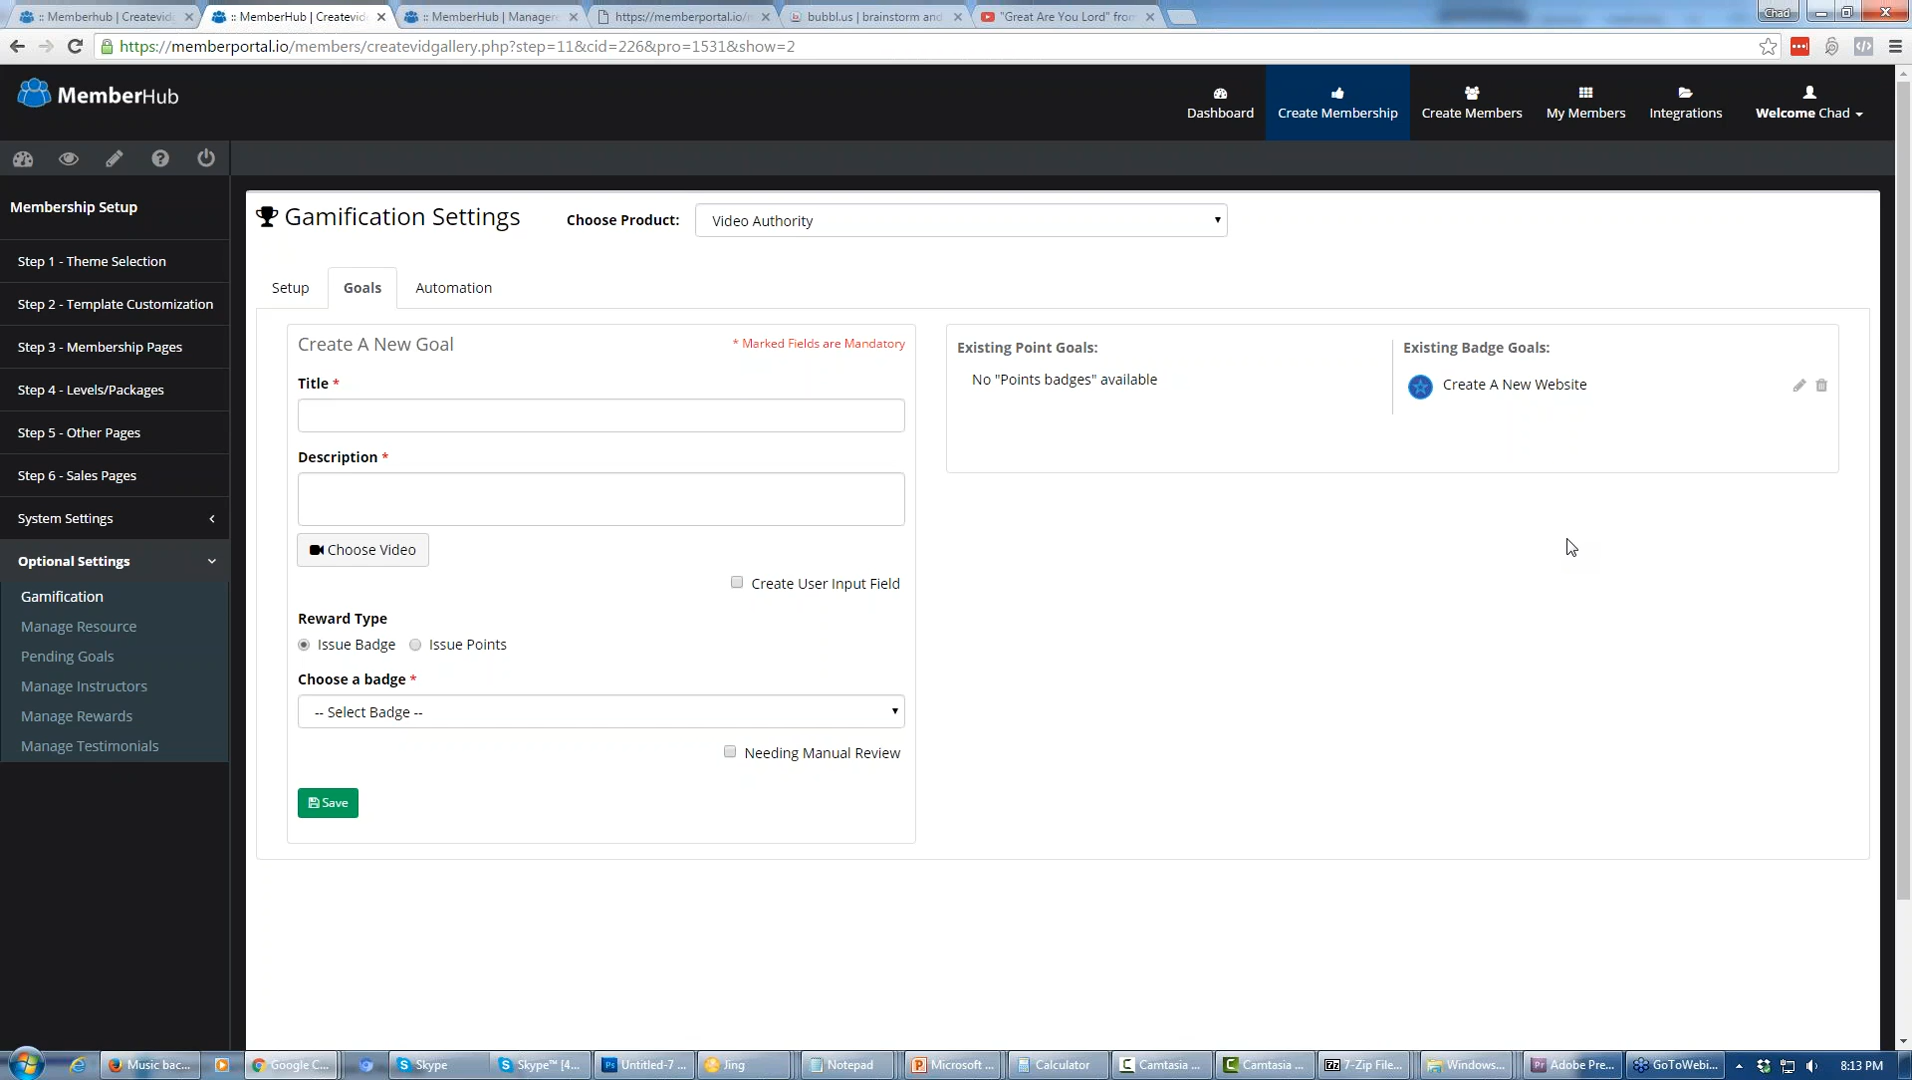 :: Memberhub | Createvid
:: MemberHub | Createvid
:: MemberHub | Manage
https://memberportal.io/
bubbl.us | brainstorm and
"Great Are You Lord" from
Chad
https://memberportal.io/members/createvidgallery.php?step=11&cid=226&pro=1531&show=2
MemberHub
Dashboard
Create Membership
Create Members
My Members
Integrations
Welcome Chad
Membership Setup
Step 1 - Theme Selection
Step 2 - Template Customization
Step 3 - Membership Pages
Step 4 - Levels/Packages
Step 5 - Other Pages
Step 6 - Sales Pages
System Settings
Optional Settings
Gamification
Manage Resource
Pending Goals
Manage Instructors
Manage Rewards
Manage Testimonials
Gamification Settings
Choose Product:
Video Authority
Setup
Goals
Automation
Create A New Goal
* Marked Fields are Mandatory
Title *
Description *
Choose Video
Create User Input Field
Reward Type
Issue Badge
Issue Points
Choose a badge *
-- Select Badge --
Needing Manual Review
Save
Existing Point Goals:
No "Points badges" available
Existing Badge Goals:
Create A New Website
Music bac...
Google C...
Skype
Skype™ [4...
Untitled-7 ...
Jing
Notepad
Microsoft ...
Calculator
Camtasia ...
Camtasia ...
7-Zip File...
Windows...
Adobe Pre...
GoToWebi...
8:13 PM